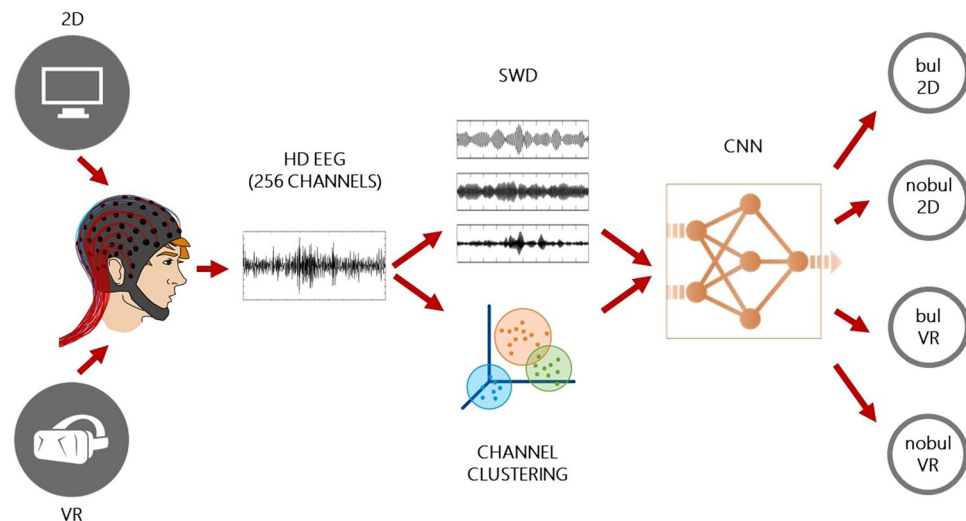 2D
VR
HD EEG
(256 CHANNELS)
SWD
CHANNEL
CLUSTERING
CNN
bul
2D
nobul
2D
bul
VR
nobul
VR